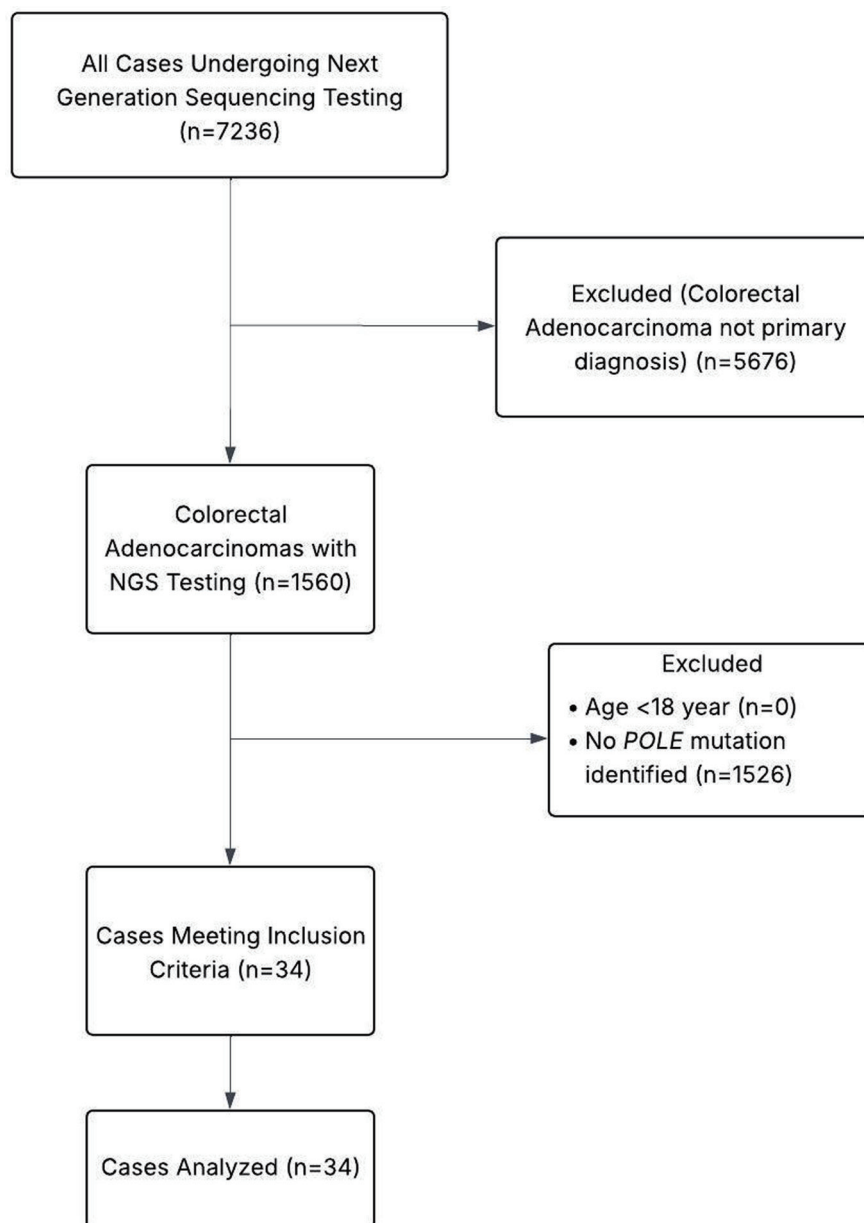 All Cases Undergoing Next
Generation Sequencing Testing
(n=7236)
Excluded (Colorectal
Adenocarcinoma not primary
diagnosis) (n=5676)
Colorectal
Adenocarcinomas with
NGS Testing (n=1560)
Excluded
• Age <18 year (n=0)
• No POLE mutation
identified (n=1526)
Cases Meeting Inclusion
Criteria (n=34)
Cases Analyzed (n=34)